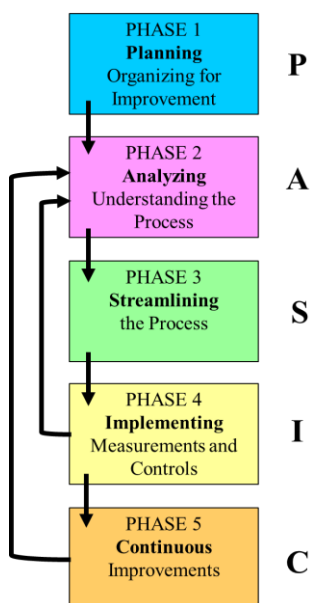 PHASE 1
Planning
Organizing for
Improvement
P
PHASE 2
Analyzing
Understanding the
Process
A
PHASE 3
Streamlining
the Process
S
PHASE 4
Implementing
Measurements and
Controls
I
PHASE 5
Continuous
Improvements
C